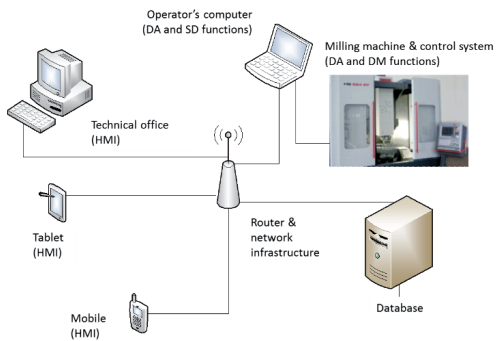 Operator's computer
(DA and SD functions)
Milling machine & control system
(DA and DM functions)
Technical office
(HMI)
Tablet
(HMI)
Router &
network
infrastructure
Database
Mobile
(HMI)